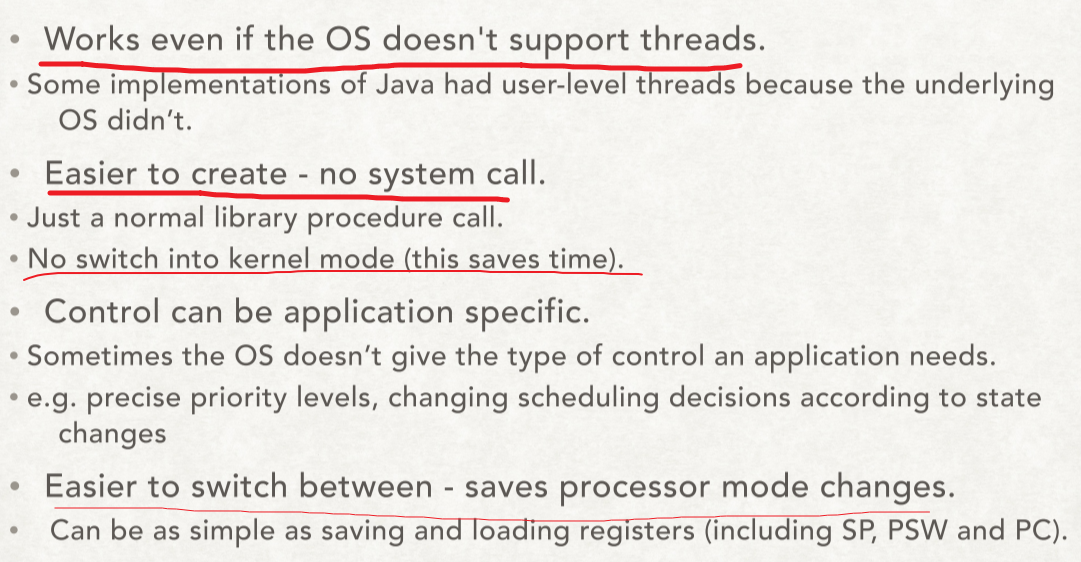 • Works even if the OS doesn't support threads.
• Some implementations of Java had user-level threads because the underlying
OS didn’t.
• Easier to create - no system call.
• Just a normal library procedure call.
• No switch into kernel mode (this saves time).
• Control can be application specific.
• Sometimes the OS doesn’t give the type of control an application needs.
• e.g. precise priority levels, changing scheduling decisions according to state
changes
• Easier to switch between - saves processor mode changes.
• Can be as simple as saving and loading registers (including SP, PSW and PC).